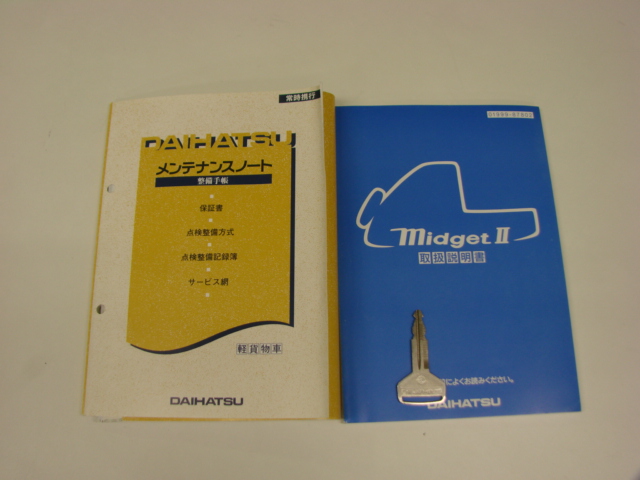 常時携行
DAIHATSU
メンテナンスノート
整備手帳
保証書
点検整備方式
点検整備記録簿
サービス網
軽貨物車
DAIHATSU
midget II
取扱説明書
によくお読みください。
DAIHATSU